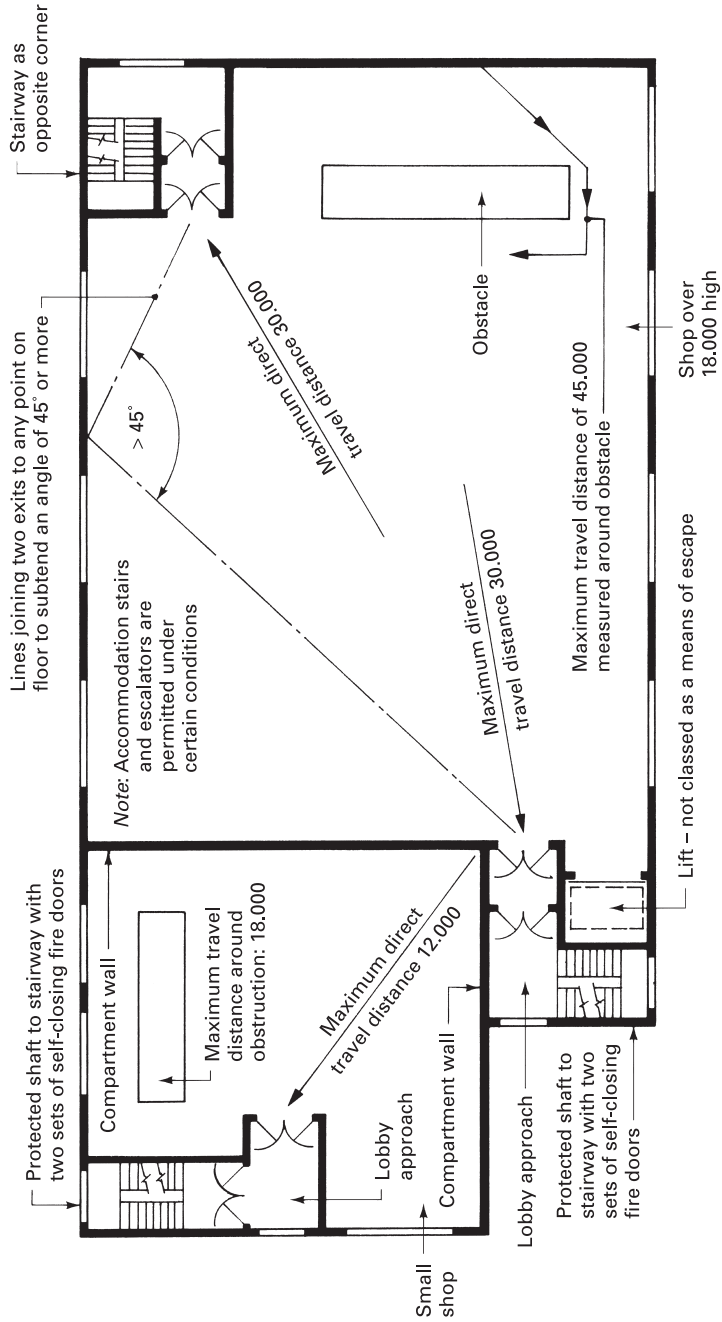 Protected shaft to stairway with
two sets of self-closing fire doors
Lines joining two exits to any point on
floor to subtend an angle of 45° or more
Stairway as
opposite corner
Compartment wall
Note: Accommodation stairs
and escalators are
permitted under
certain conditions
> 45°
Maximum direct
travel distance 30.000
Maximum travel
distance around
obstruction: 18.000
Maximum direct
travel distance 12.000
Maximum direct
travel distance 30.000
Obstacle
Lobby
approach
Compartment wall
Maximum travel distance of 45.000
measured around obstacle
Small
shop
Lobby approach
Protected shaft to
stairway with two
sets of self-closing
fire doors
Lift – not classed as a means of escape
Shop over
18.000 high